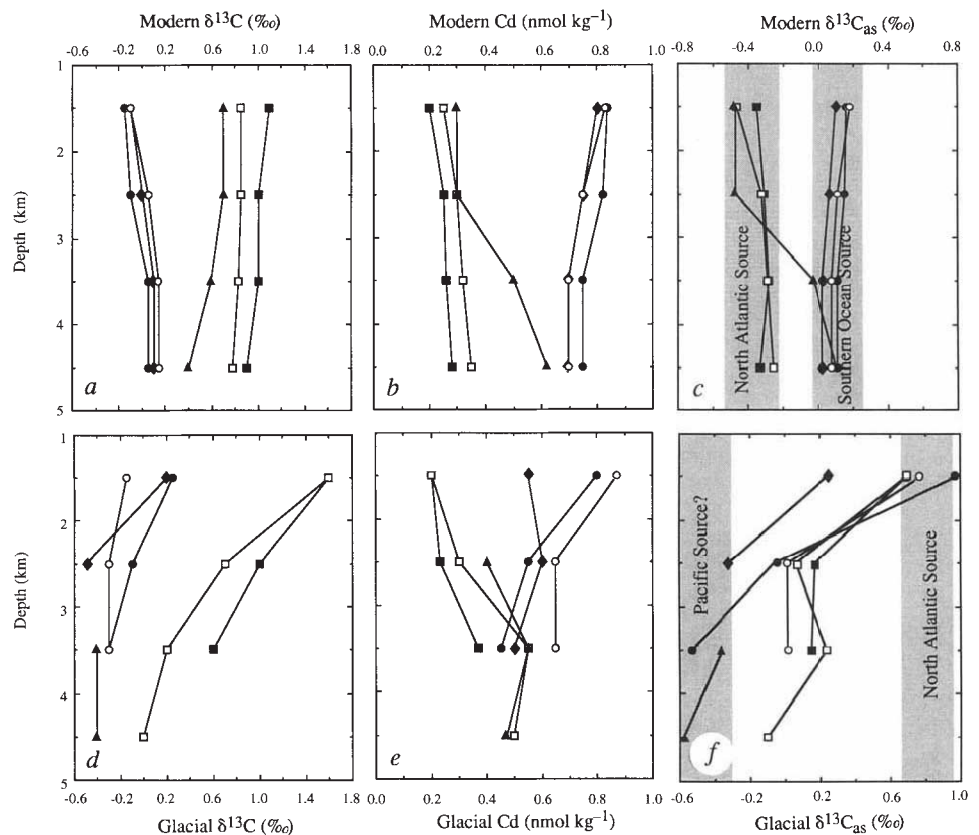 Modern δ¹³C (‰)
Modern Cd (nmol kg⁻¹)
Modern δ¹³C_as (‰)
-0.6 -0.2 0.2 0.6 1.0 1.4 1.8
0.0 0.2 0.4 0.6 0.8 1.0
-0.8 -0.4 0.0 0.4 0.8
1
2
3
4
5
Depth (km)
a
b
c
North Atlantic Source
Southern Ocean Source
1
2
3
4
5
Depth (km)
d
e
f
Pacific Source?
North Atlantic Source
-0.6 -0.2 0.2 0.6 1.0 1.4 1.8
0.0 0.2 0.4 0.6 0.8 1.0
-0.6 -0.2 0.2 0.6 1.0
Glacial δ¹³C (‰)
Glacial Cd (nmol kg⁻¹)
Glacial δ¹³C_as (‰)